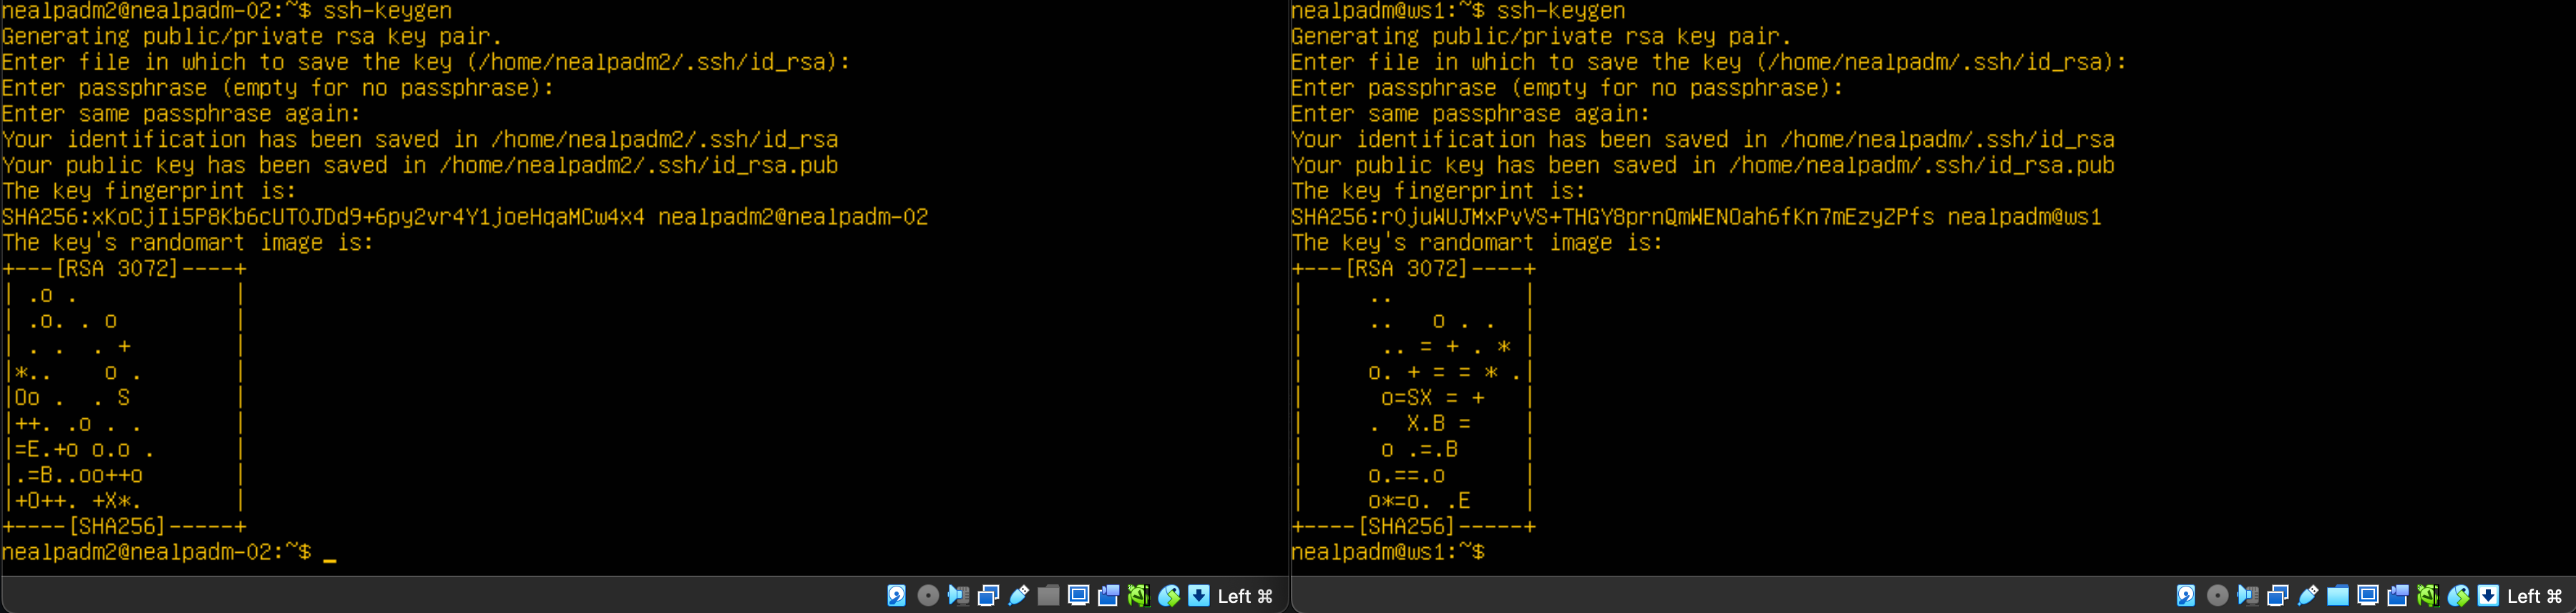 nealpadm2@nealpadm-02:~$ ssh-keygen
Generating public/private rsa key pair.
Enter file in which to save the key (/home/nealpadm2/.ssh/id_rsa):
Enter passphrase (empty for no passphrase):
Enter same passphrase again:
Your identification has been saved in /home/nealpadm2/.ssh/id_rsa
Your public key has been saved in /home/nealpadm2/.ssh/id_rsa.pub
The key fingerprint is:
SHA256:xKoCjIi5P8Kb6cUT0JDd9+6py2vr4Y1joeHqaMCw4x4 nealpadm2@nealpadm-02
The key's randomart image is:
+---[RSA 3072]----+
| .o .            |
| .o. . o         |
| . .  . +        |
|*..    o .       |
|Oo .  . S        |
|++. .o . .       |
|=E.+o o.o .      |
|.=B..oo++o       |
|+O++. +X*.       |
+----[SHA256]-----+
nealpadm2@nealpadm-02:~$ _
Left ⌘
nealpadm@ws1:~$ ssh-keygen
Generating public/private rsa key pair.
Enter file in which to save the key (/home/nealpadm/.ssh/id_rsa):
Enter passphrase (empty for no passphrase):
Enter same passphrase again:
Your identification has been saved in /home/nealpadm/.ssh/id_rsa
Your public key has been saved in /home/nealpadm/.ssh/id_rsa.pub
The key fingerprint is:
SHA256:rOjuWUJMxPvVS+THGY8prnQmWENOah6fKn7mEzyZPfs nealpadm@ws1
The key's randomart image is:
+---[RSA 3072]----+
|     ..          |
|     ..   o . .  |
|      .. = + . * |
|     o. + = = * .|
|      o=SX = +   |
|     .  X.B =    |
|      o .=.B     |
|     o.==.o      |
|     o*=o. .E    |
+----[SHA256]-----+
nealpadm@ws1:~$
Left ⌘